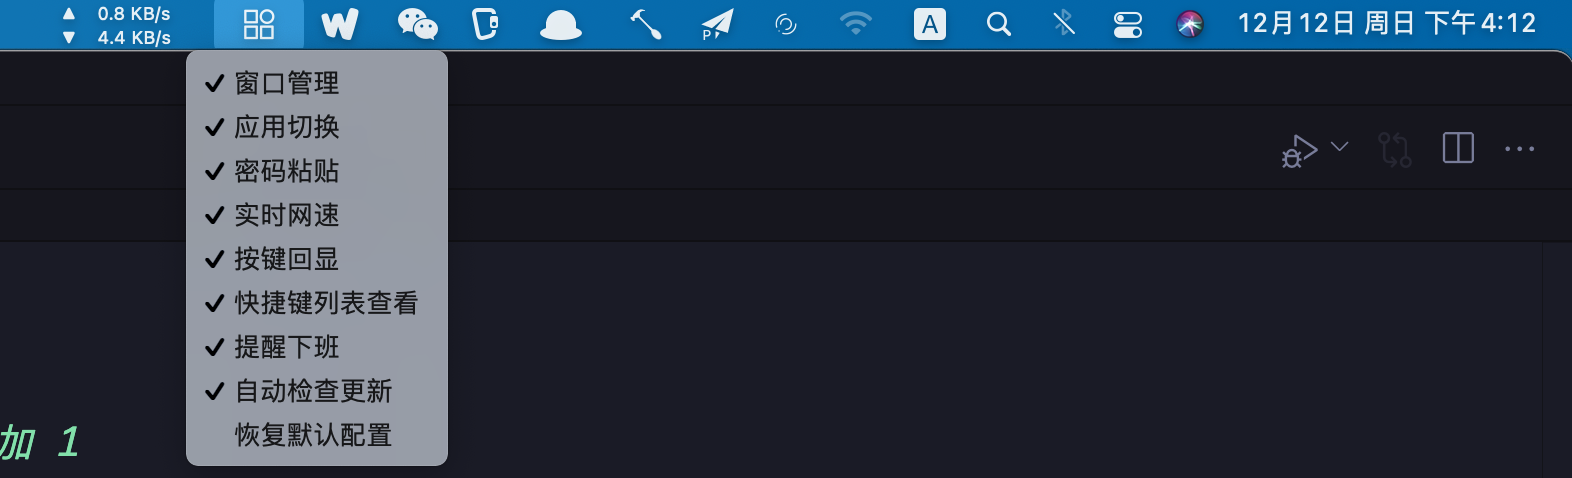 ▲ 0.8 KB/s
▼ 4.4 KB/s
W
P
A
12月12日 周日 下午4:12
✔ 窗口管理
✔ 应用切换
✔ 密码粘贴
✔ 实时网速
✔ 按键回显
✔ 快捷键列表查看
✔ 提醒下班
✔ 自动检查更新
恢复默认配置
加 1